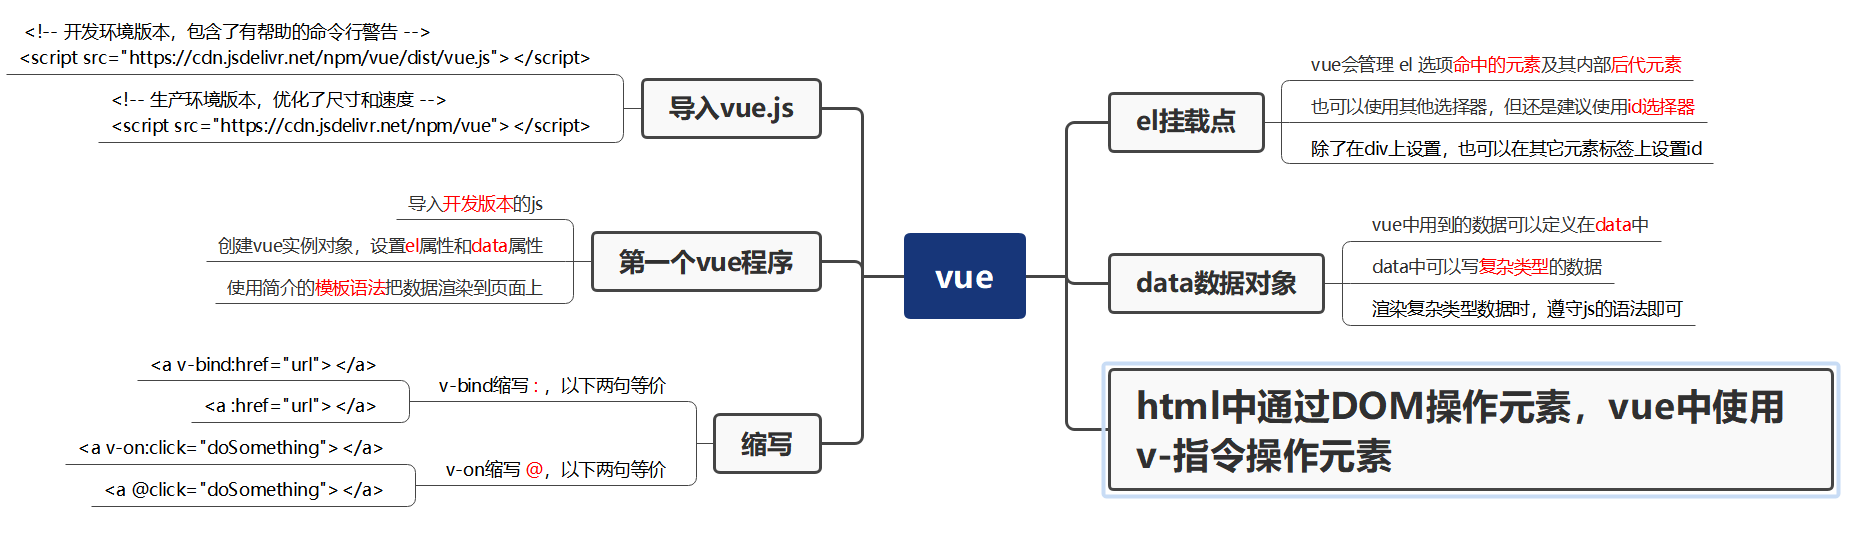 <!-- 开发环境版本，包含了有帮助的命令行警告 -->
<script src="https://cdn.jsdelivr.net/npm/vue/dist/vue.js"></script>
<!-- 生产环境版本，优化了尺寸和速度 -->
<script src="https://cdn.jsdelivr.net/npm/vue"></script>
导入vue.js
导入开发版本的js
创建vue实例对象，设置el属性和data属性
使用简介的模板语法把数据渲染到页面上
第一个vue程序
<a v-bind:href="url"></a>
<a :href="url"></a>
v-bind缩写 : ，以下两句等价
<a v-on:click="doSomething"></a>
<a @click="doSomething"></a>
v-on缩写 @，以下两句等价
缩写
vue
el挂载点
vue会管理 el 选项命中的元素及其内部后代元素
也可以使用其他选择器，但还是建议使用id选择器
除了在div上设置，也可以在其它元素标签上设置id
data数据对象
vue中用到的数据可以定义在data中
data中可以写复杂类型的数据
渲染复杂类型数据时，遵守js的语法即可
html中通过DOM操作元素，vue中使用
v-指令操作元素